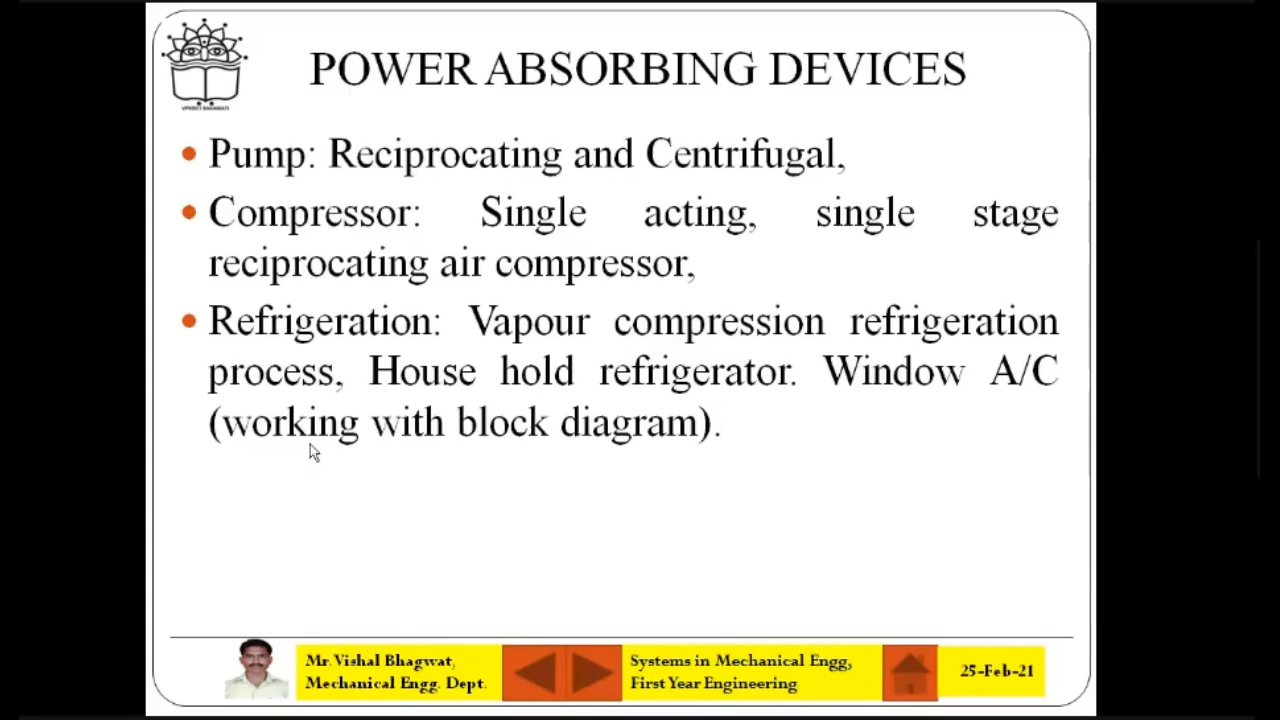 POWER ABSORBING DEVICES
• Pump: Reciprocating and Centrifugal,
• Compressor: Single acting, single stage
reciprocating air compressor,
• Refrigeration: Vapour compression refrigeration
process, House hold refrigerator. Window A/C
(working with block diagram).
Mr.Vishal Bhagwat,
Mechanical Engg. Dept.
Systems in Mechanical Engg,
First Year Engineering
25-Feb-21